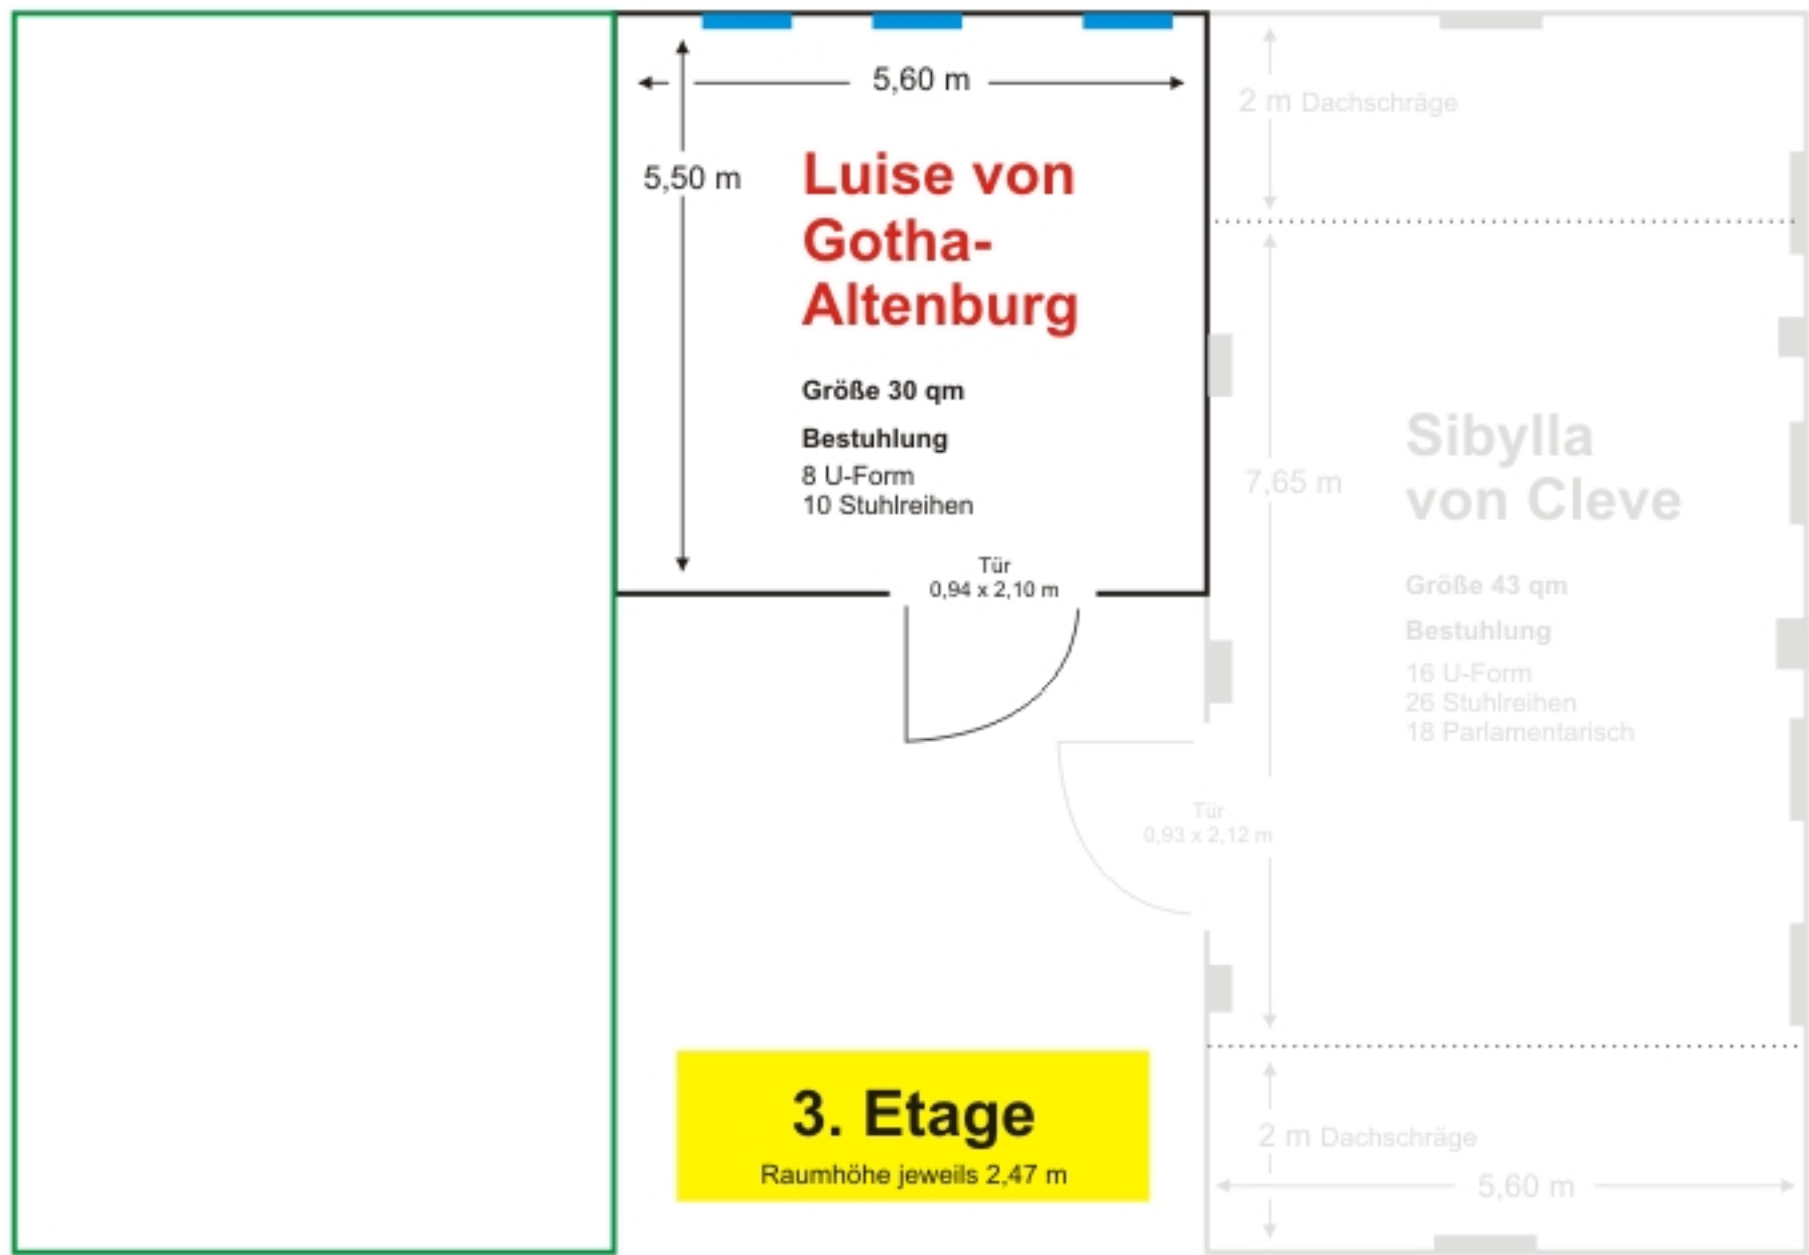 5,60 m
5,50 m
Luise von
Gotha-
Altenburg
Größe 30 qm
Bestuhlung
8 U-Form
10 Stuhlreihen
Tür
0,94 x 2,10 m
2 m Dachschräge
7,65 m
Sibylla
von Cleve
Größe 43 qm
Bestuhlung
16 U-Form
26 Stuhlreihen
18 Parlamentarisch
Tür
0,93 x 2,12 m
2 m Dachschräge
5,60 m
3. Etage
Raumhöhe jeweils 2,47 m